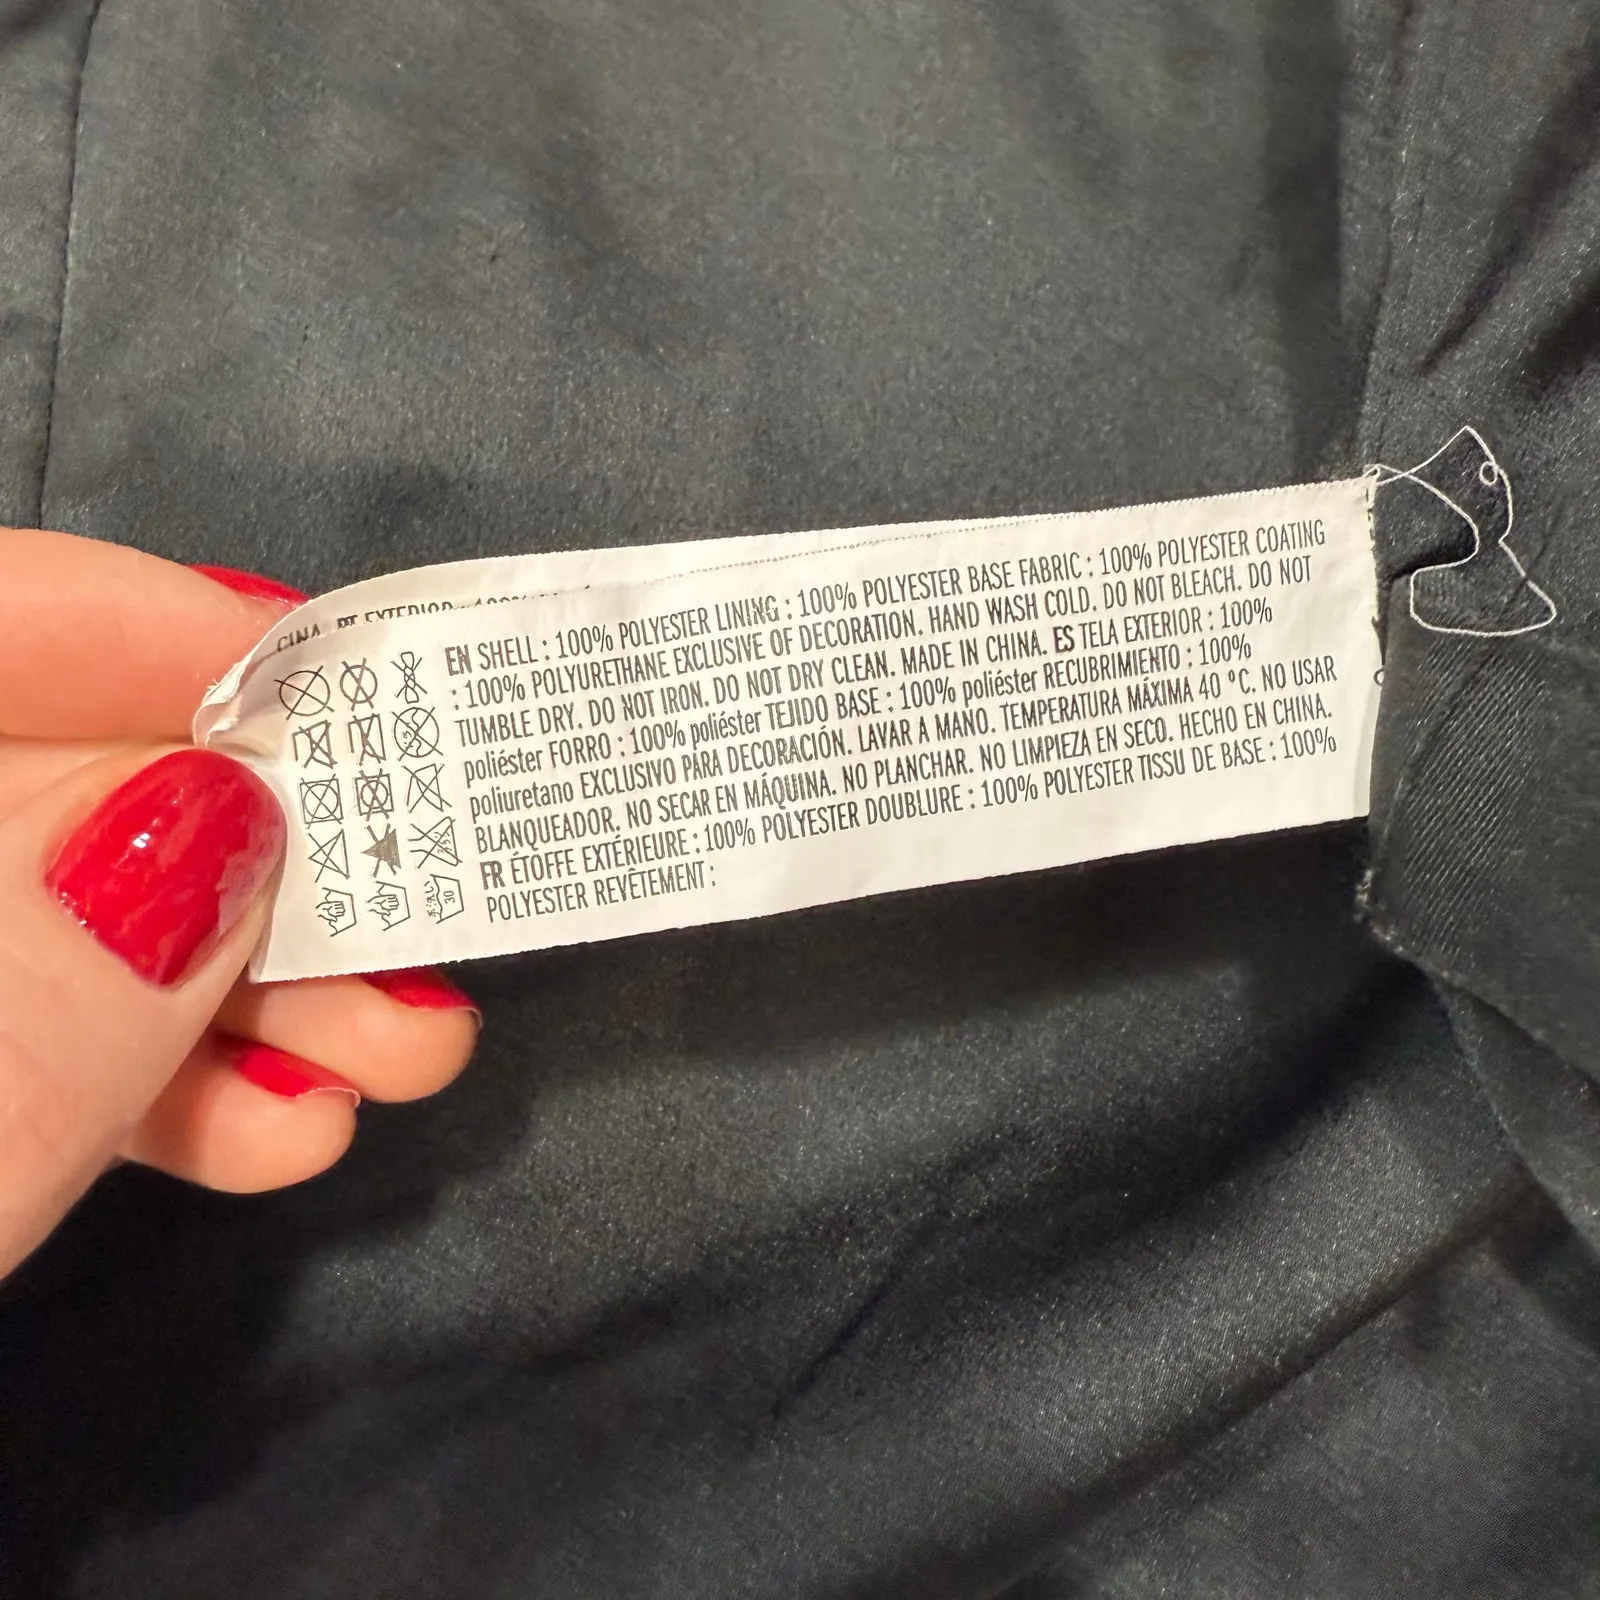 EN SHELL : 100% POLYESTER LINING : 100% POLYESTER BASE FABRIC : 100% POLYESTER COATING
: 100% POLYURETHANE EXCLUSIVE OF DECORATION. HAND WASH COLD. DO NOT BLEACH. DO NOT
TUMBLE DRY. DO NOT IRON. DO NOT DRY CLEAN. MADE IN CHINA. ES TELA EXTERIOR : 100%
poliéster FORRO : 100% poliéster TEJIDO BASE : 100% poliéster RECUBRIMIENTO : 100%
poliuretano EXCLUSIVO PARA DECORACIÓN. LAVAR A MANO. TEMPERATURA MÁXIMA 40 °C. NO USAR
BLANQUEADOR. NO SECAR EN MÁQUINA. NO PLANCHAR. NO LIMPIEZA EN SECO. HECHO EN CHINA.
FR ÉTOFFE EXTÉRIEURE : 100% POLYESTER DOUBLURE : 100% POLYESTER TISSU DE BASE : 100%
POLYESTER REVÊTEMENT :
30